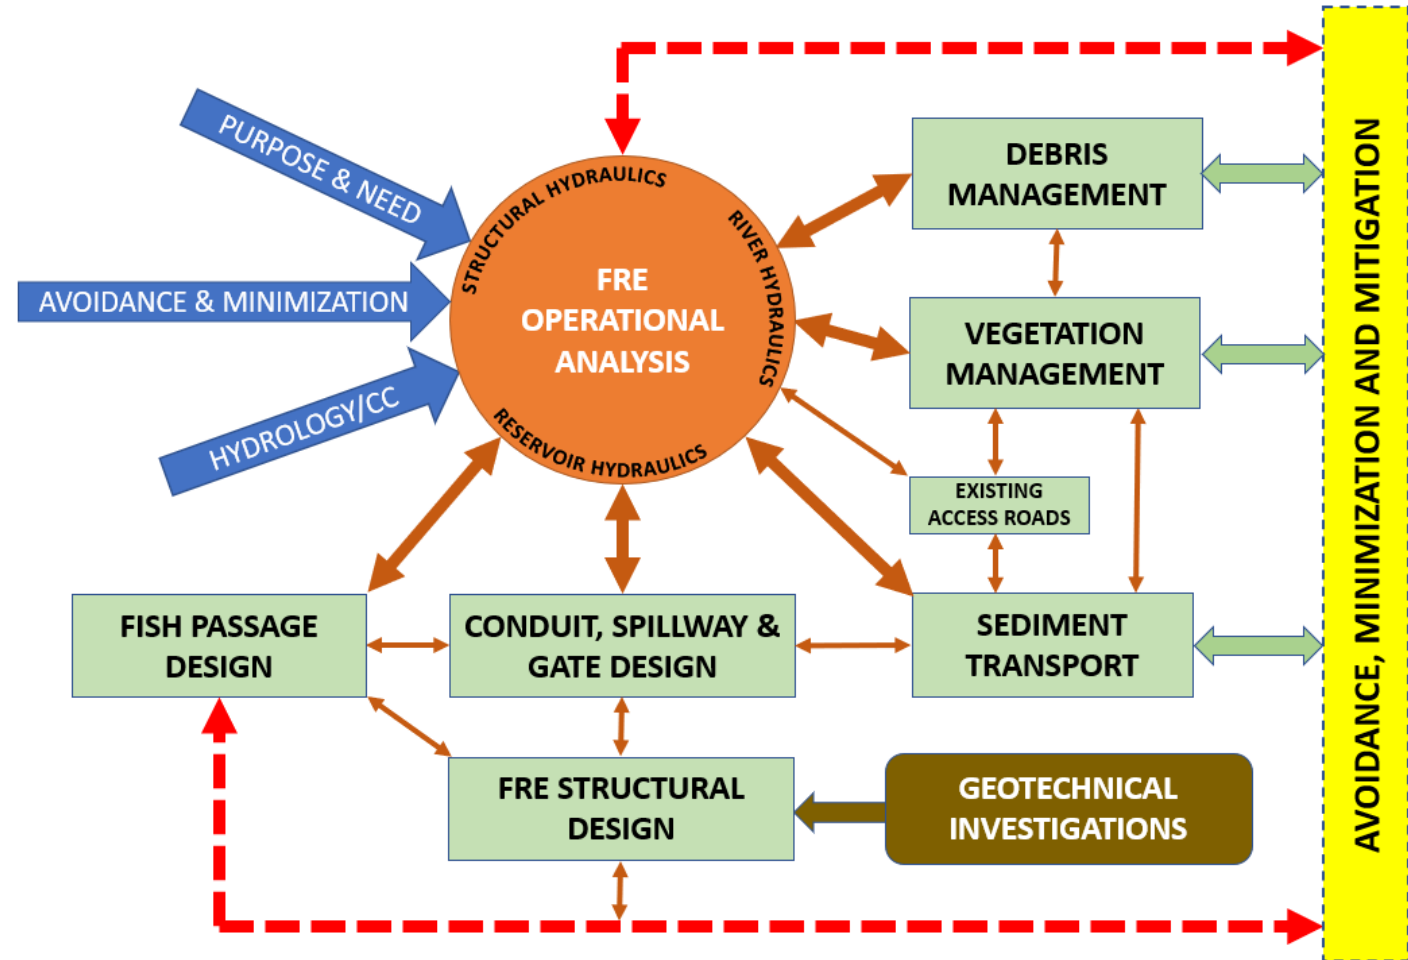 PURPOSE & NEED
AVOIDANCE & MINIMIZATION
HYDROLOGY/CC
STRUCTURAL HYDRAULICS
RIVER HYDRAULICS
RESERVOIR HYDRAULICS
FRE
OPERATIONAL
ANALYSIS
DEBRIS
MANAGEMENT
VEGETATION
MANAGEMENT
EXISTING
ACCESS ROADS
FISH PASSAGE
DESIGN
CONDUIT, SPILLWAY &
GATE DESIGN
SEDIMENT
TRANSPORT
FRE STRUCTURAL
DESIGN
GEOTECHNICAL
INVESTIGATIONS
AVOIDANCE, MINIMIZATION AND MITIGATION